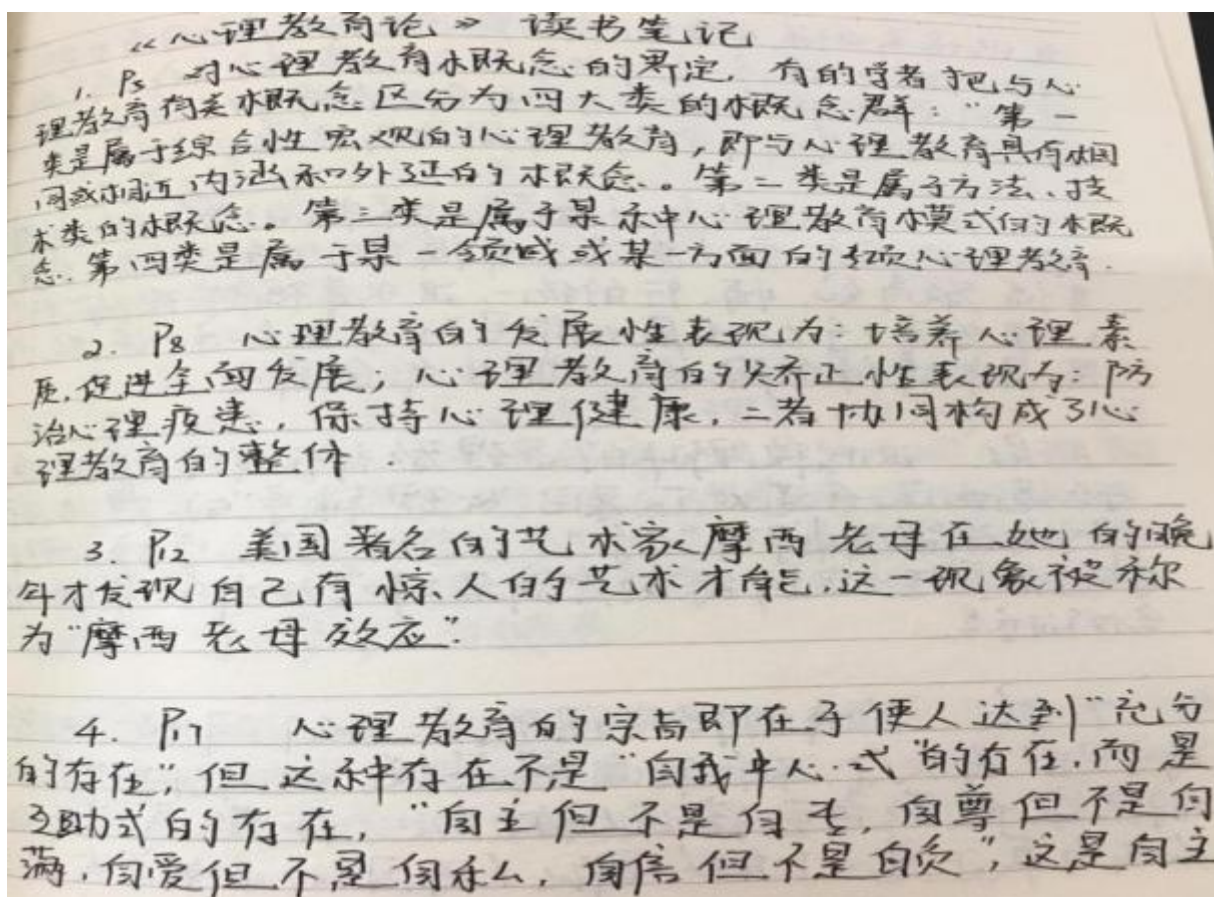 《心理教育论》读书笔记
1. P5 对心理教育概念的界定，有的学者把与心
理教育有关概念区分为四大类的概念群："第一
类是属于综合性宏观的心理教育，即与心理教育具有相
同或相近内涵和外延的概念。第二类是属于方法、技
术类的概念。第三类是属于某种心理教育模式的概
念.第四类是属于某一领域或某一方面的专项心理教育.
2. P8 心理教育的发展性表现为：培养心理素
质，促进全面发展；心理教育的矫正性表现为：防
治心理疾患，保持心理健康，二者协同构成了心
理教育的整体.
3. P12 美国著名的艺术家摩西老母在她的晚
年才发现自己有惊人的艺术才能，这一现象被称
为"摩西老母效应".
4. P17 心理教育的宗旨即在于使人达到"充分
的存在"，但这种存在不是"自我中心式"的存在，而是
互助式的存在，"自主但不是自专，自尊但不是自
满，自爱但不是自私，自信但不是自负"，这是自主